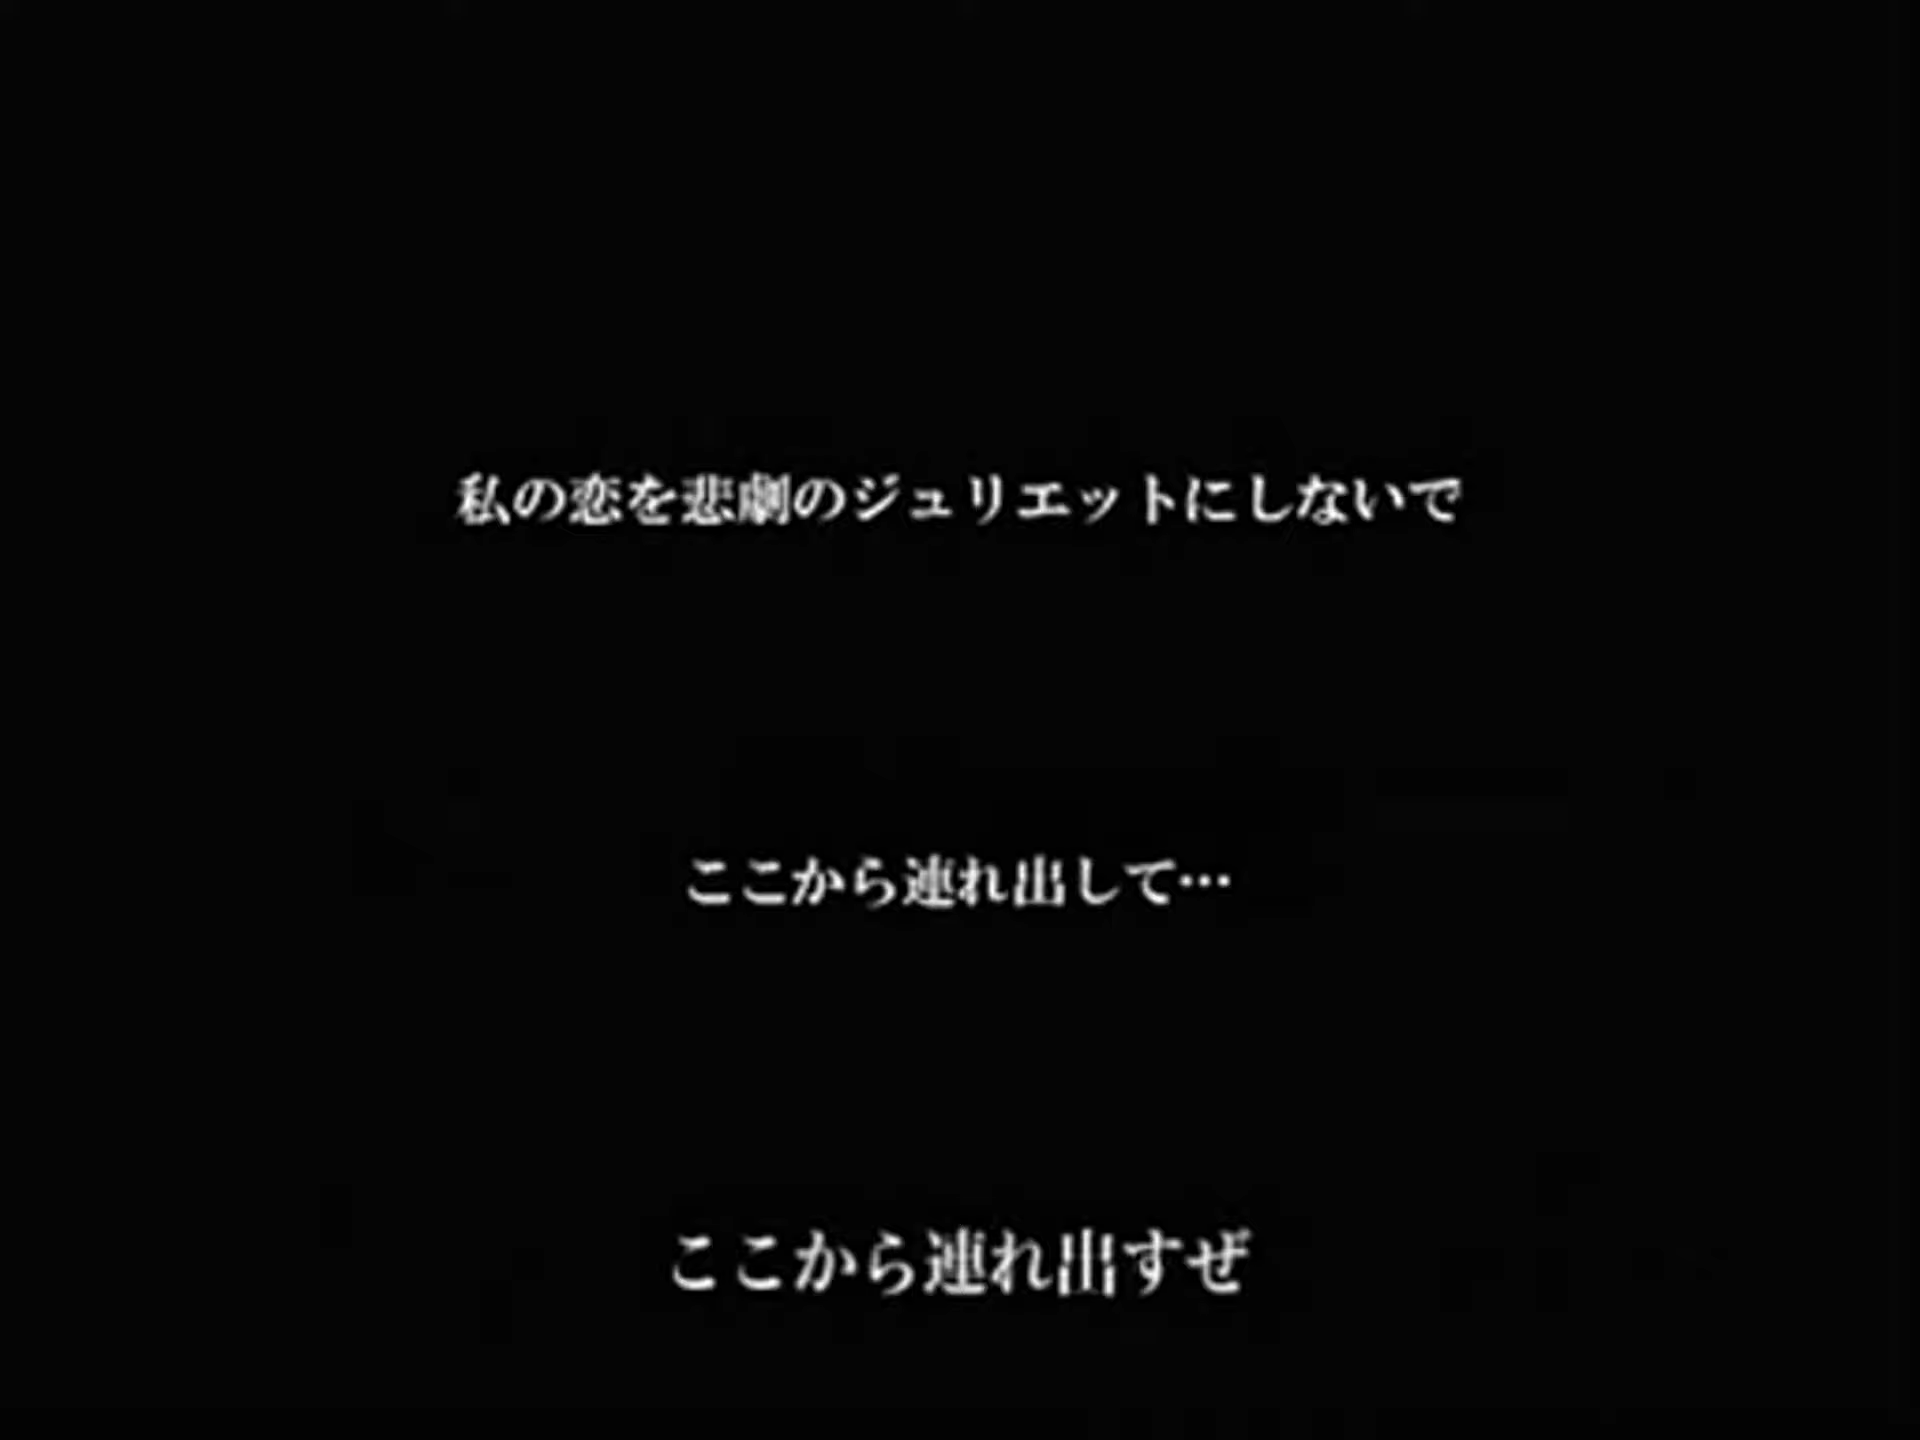 私の恋を悲劇のジュリエットにしないで
ここから連れ出して…
ここから連れ出すぜ